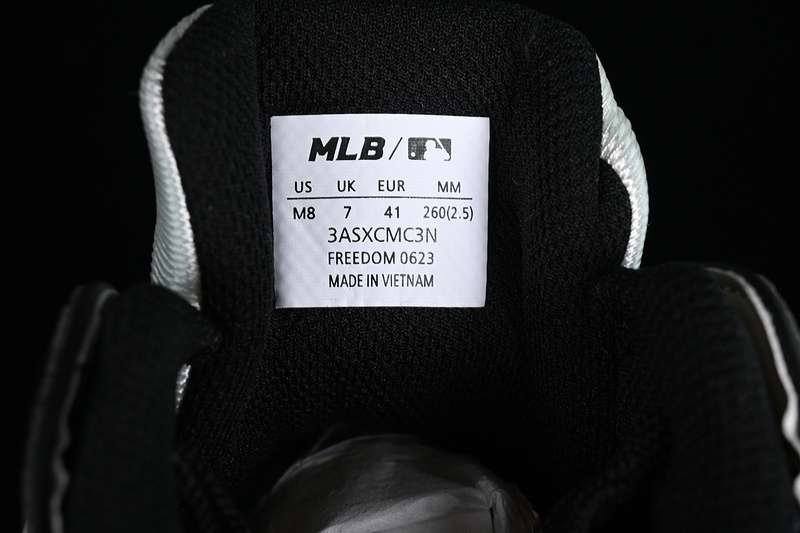 MLB /
US UK EUR MM
M8 7 41 260(2.5)
3ASXCMC3N
FREEDOM 0623
MADE IN VIETNAM